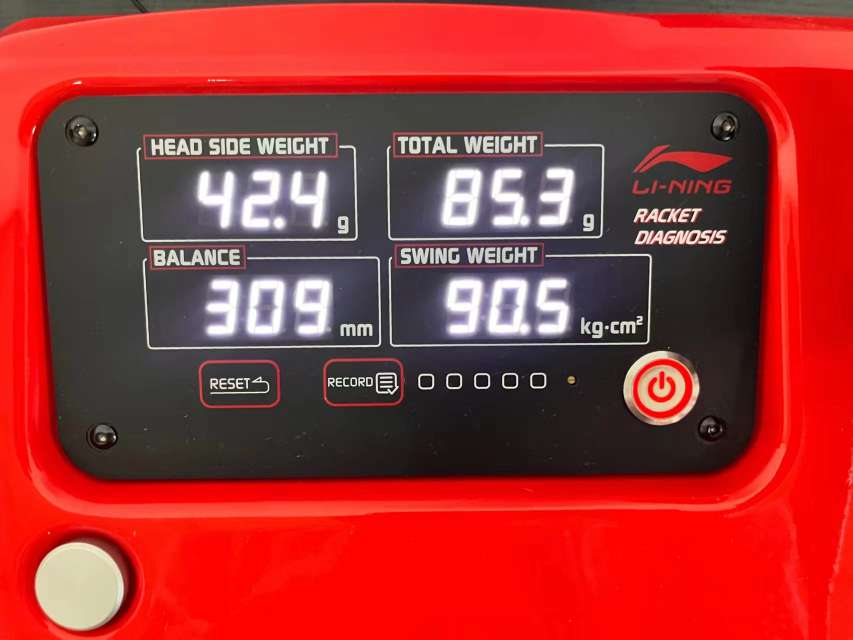 HEAD SIDE WEIGHT
42.4 g
TOTAL WEIGHT
85.3 g
LI-NING
RACKET
DIAGNOSIS
BALANCE
309 mm
SWING WEIGHT
90.5 kg·cm²
RESET
RECORD